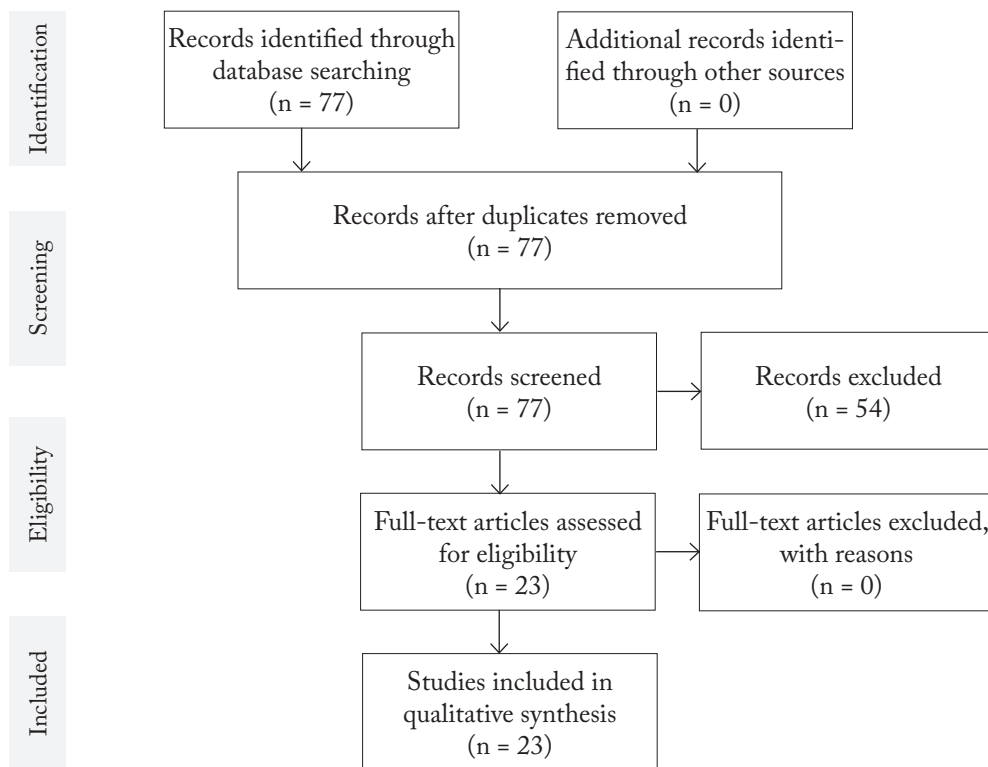 Identification
Records identified through
database searching
(n = 77)
Additional records identi-
fied through other sources
(n = 0)
Screening
Records after duplicates removed
(n = 77)
Records screened
(n = 77)
Records excluded
(n = 54)
Eligibility
Full-text articles assessed
for eligibility
(n = 23)
Full-text articles excluded,
with reasons
(n = 0)
Included
Studies included in
qualitative synthesis
(n = 23)